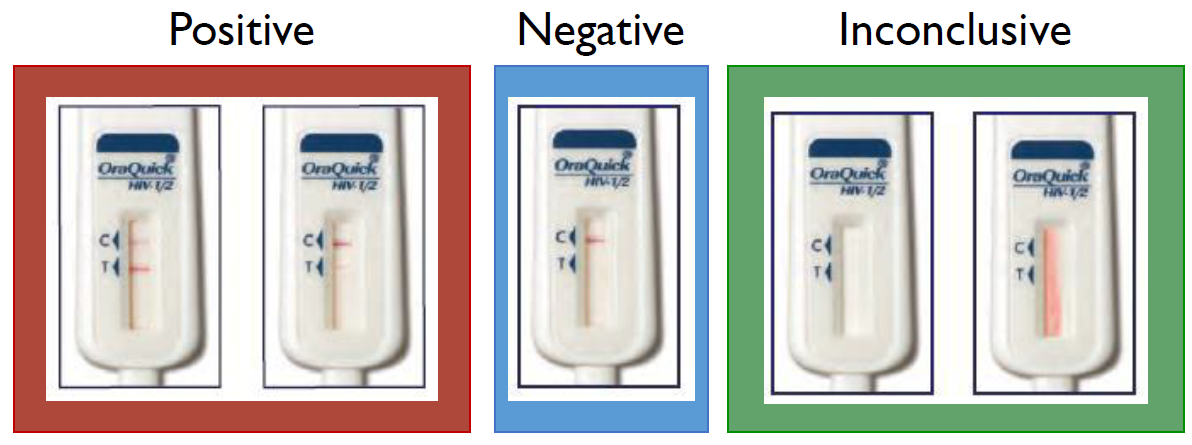 Positive
OraQuick
HIV-1/2
C
T
OraQuick
HIV-1/2
C
T
Negative
OraQuick
HIV-1/2
C
T
Inconclusive
OraQuick
HIV-1/2
C
T
OraQuick
HIV-1/2
C
T